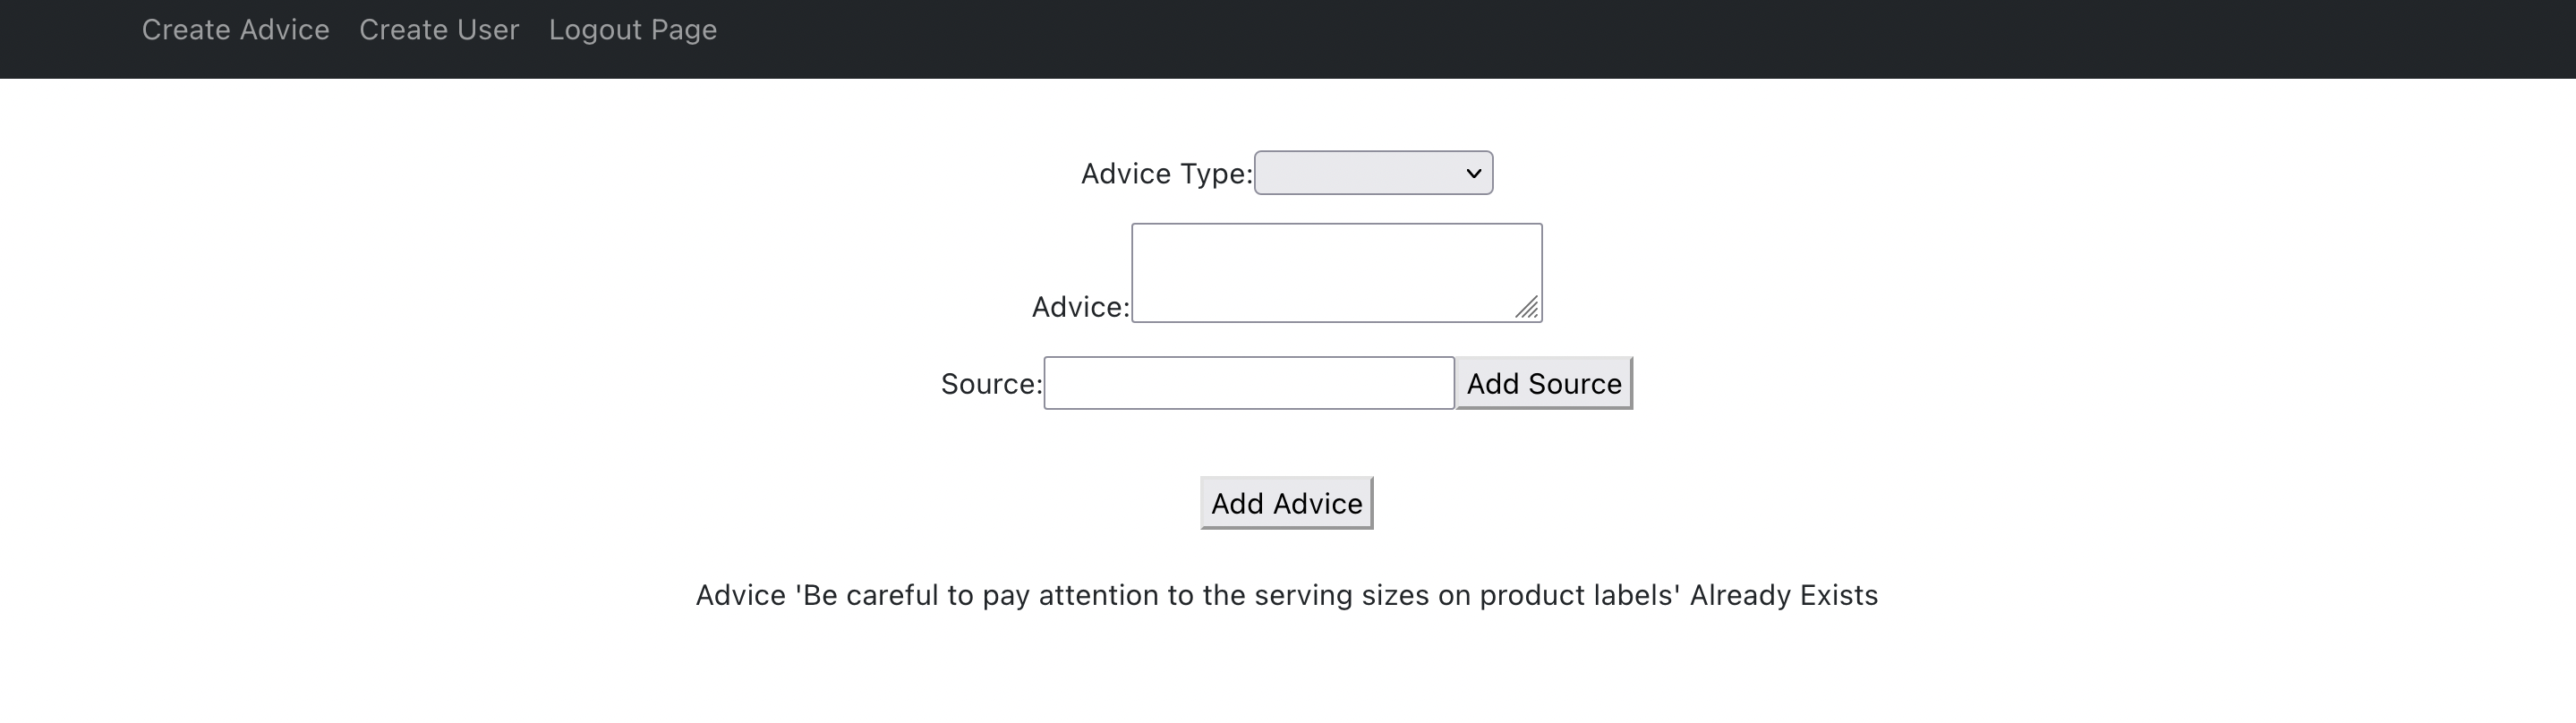 Create Advice Create User Logout Page
Advice Type:
Advice:
Source: Add Source
Add Advice
Advice 'Be careful to pay attention to the serving sizes on product labels' Already Exists